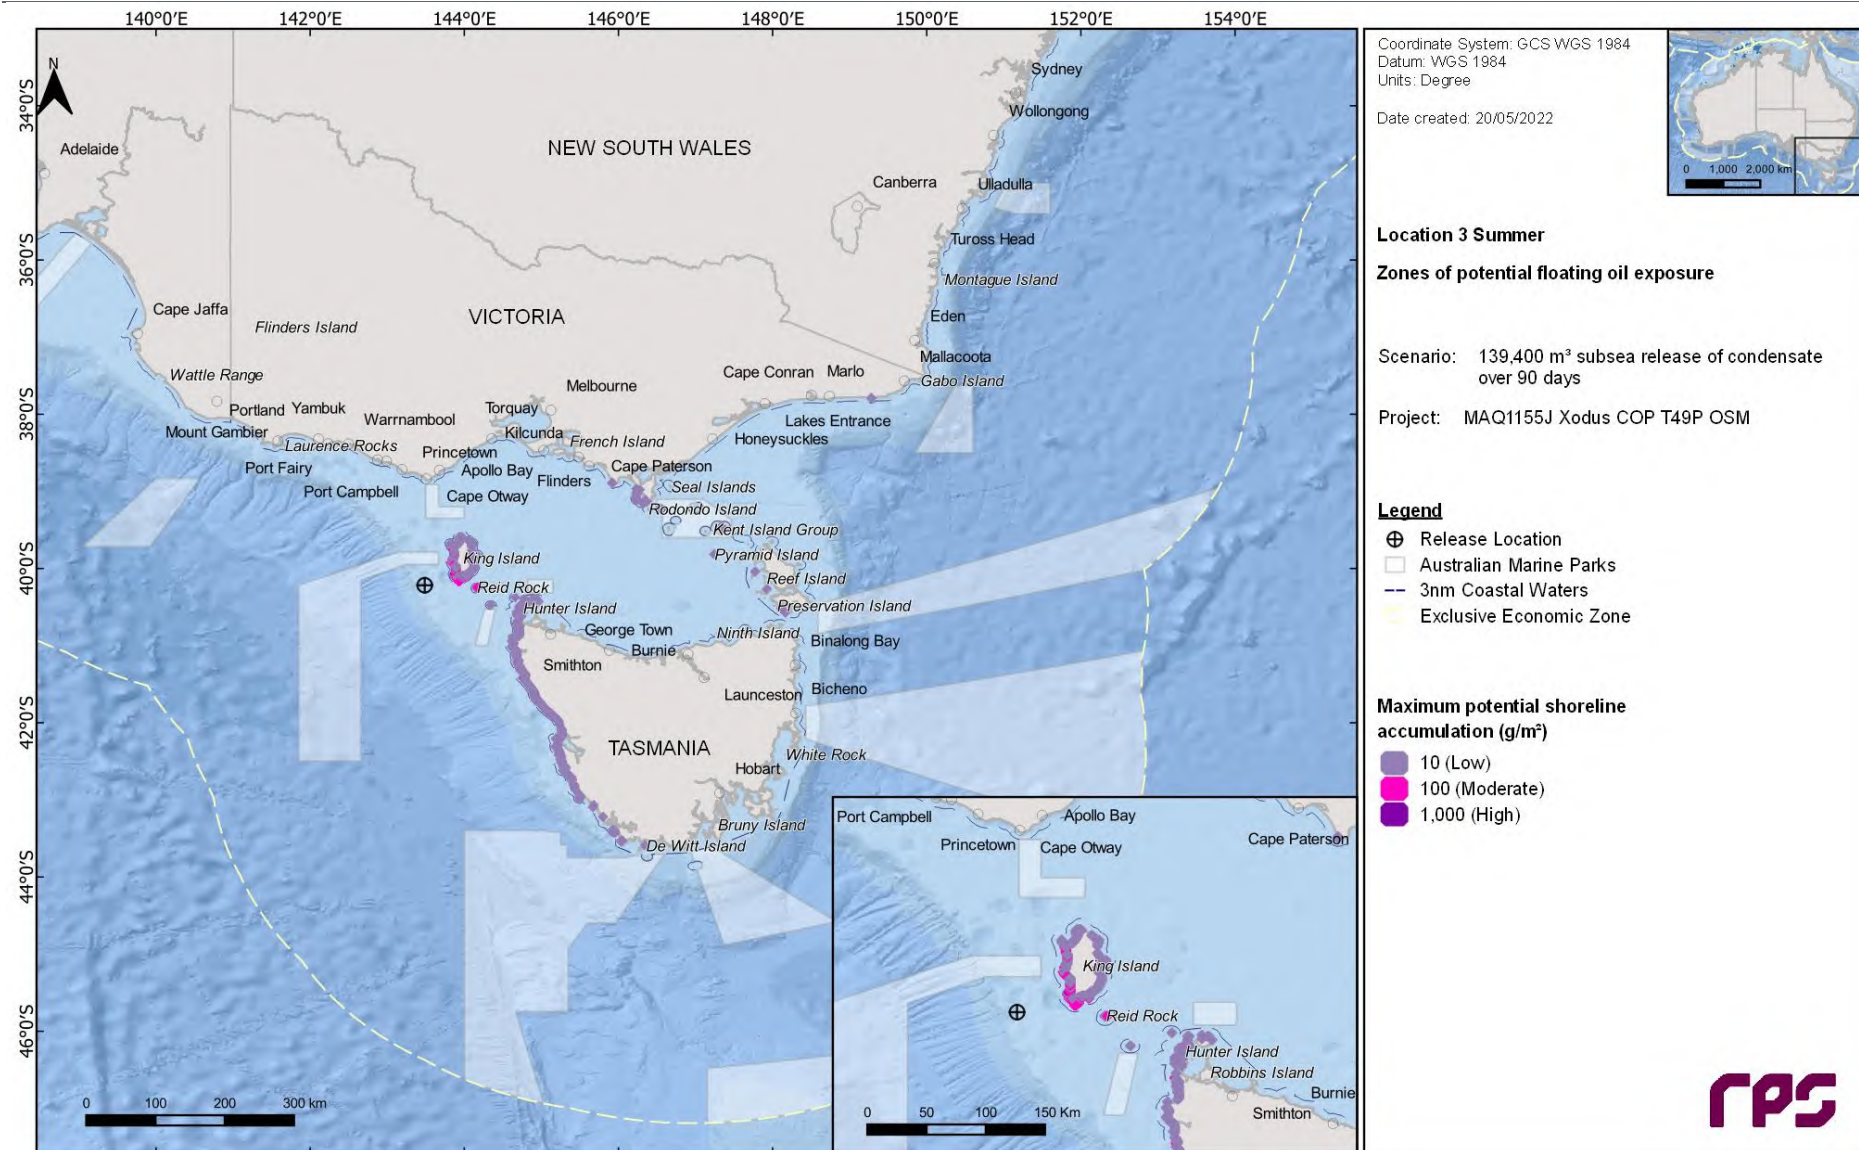 140°0'E
142°0'E
144°0'E
146°0'E
148°0'E
150°0'E
152°0'E
154°0'E
34°0'S
36°0'S
38°0'S
40°0'S
42°0'S
44°0'S
46°0'S
N
Sydney
Wollongong
NEW SOUTH WALES
Adelaide
Canberra
Ulladulla
Tuross Head
Montague Island
Cape Jaffa
Flinders Island
VICTORIA
Eden
Mallacoota
Gabo Island
Wattle Range
Melbourne
Cape Conran
Marlo
Portland
Yambuk
Warrnambool
Torquay
Lakes Entrance
Mount Gambier
Laurence Rocks
Kilcunda
French Island
Honeysuckles
Port Fairy
Princetown
Apollo Bay
Flinders
Cape Paterson
Port Campbell
Cape Otway
Seal Islands
Rodondo Island
Kent Island Group
King Island
Pyramid Island
Reid Rock
Reef Island
Hunter Island
Preservation Island
George Town
Ninth Island
Binalong Bay
Burnie
Smithton
Launceston
Bicheno
TASMANIA
White Rock
Hobart
Bruny Island
De Witt Island
0 100 200 300 km
Port Campbell
Apollo Bay
Princetown
Cape Otway
Cape Paterson
King Island
Reid Rock
Hunter Island
Robbins Island
Burnie
Smithton
0 50 100 150 Km
Coordinate System: GCS WGS 1984
Datum: WGS 1984
Units: Degree
Date created: 20/05/2022
0 1,000 2,000 km
Location 3 Summer
Zones of potential floating oil exposure
Scenario: 139,400 m³ subsea release of condensate
over 90 days
Project: MAQ1155J Xodus COP T49P OSM
Legend
Release Location
Australian Marine Parks
3nm Coastal Waters
Exclusive Economic Zone
Maximum potential shoreline
accumulation (g/m²)
10 (Low)
100 (Moderate)
1,000 (High)
rps